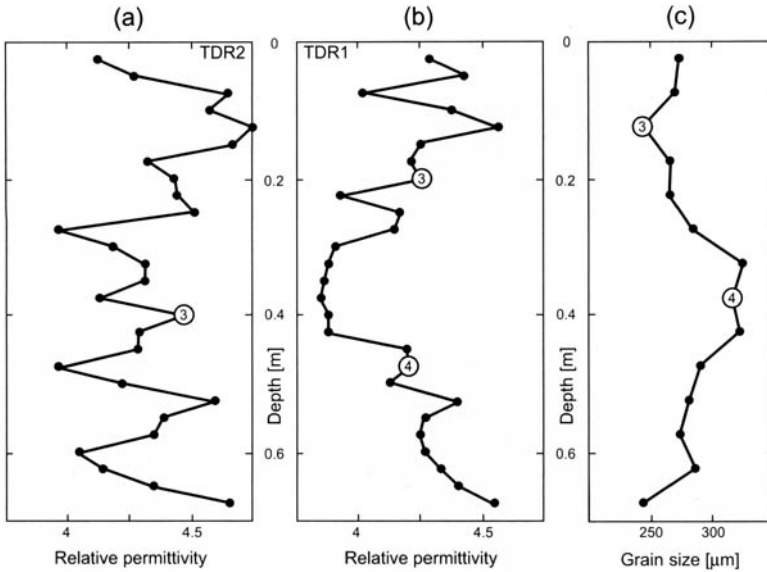 (a)
(b)
(c)
TDR2
TDR1
0
0
0.2
0.2
0.4
0.4
0.6
0.6
Depth [m]
Depth [m]
3
3
4
3
4
4
4.5
4
4.5
250
300
Relative permittivity
Relative permittivity
Grain size [μm]